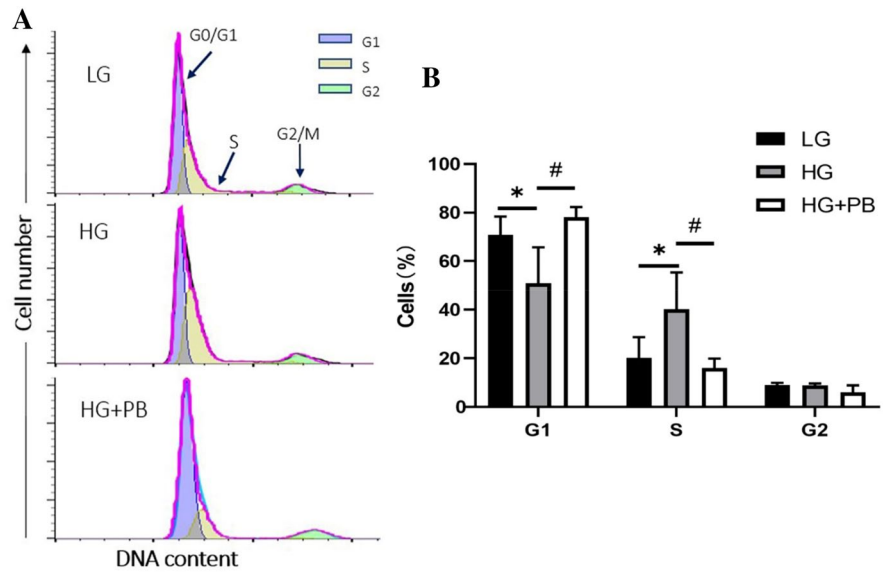 A
LG
G0/G1
S
G2/M
G1
S
G2
HG
HG+PB
Cell number
DNA content
B
LG
HG
HG+PB
Cells(%)
100
80
60
40
20
0
*
#
*
#
G1
S
G2